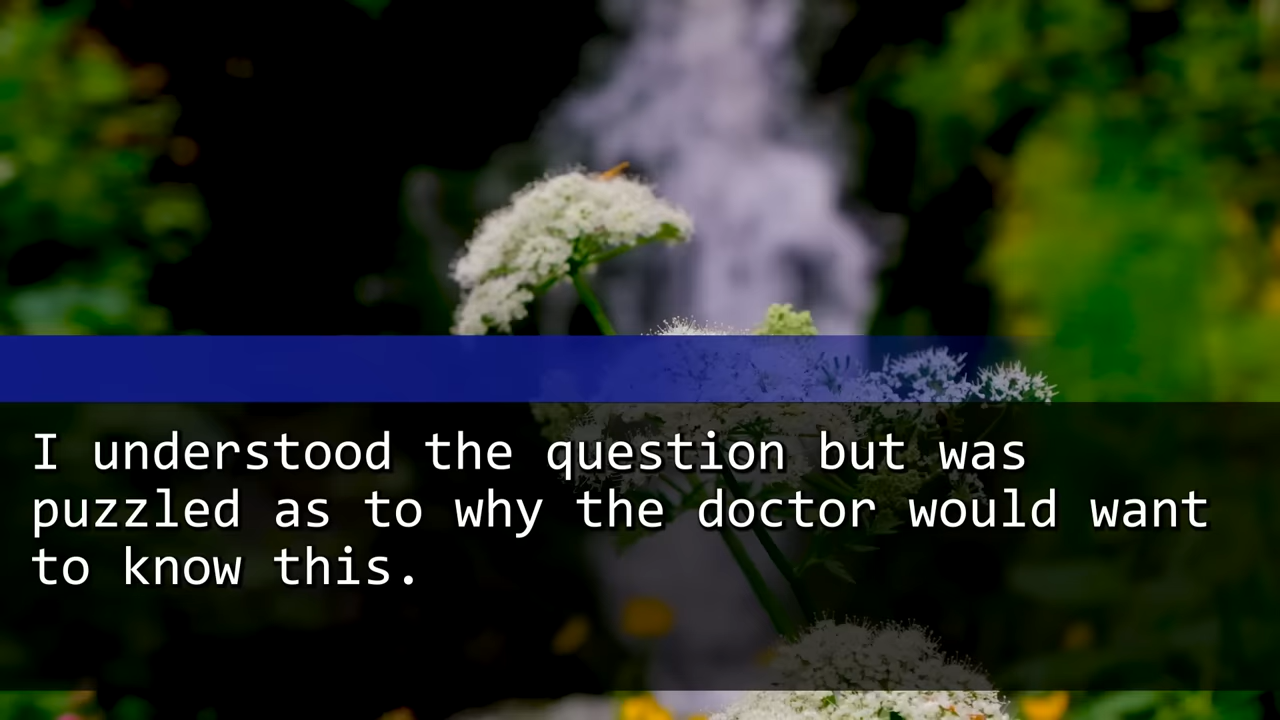 I understood the question but was
puzzled as to why the doctor would want
to know this.